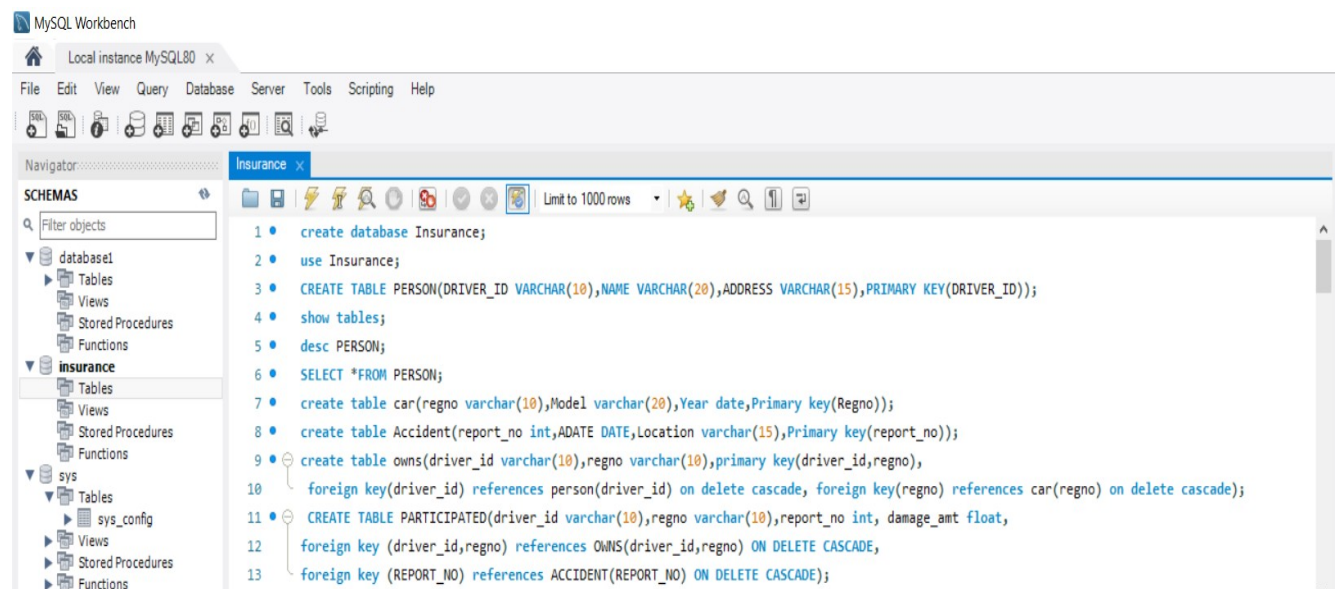 MySQL Workbench
Local instance MySQL80 ×
File Edit View Query Database Server Tools Scripting Help
Navigator
Insurance ×
SCHEMAS
Limit to 1000 rows
Filter objects
database1
Tables
Views
Stored Procedures
Functions
insurance
Tables
Views
Stored Procedures
Functions
sys
Tables
sys_config
Views
Stored Procedures
Functions
1 create database Insurance;
2 use Insurance;
3 CREATE TABLE PERSON(DRIVER_ID VARCHAR(10),NAME VARCHAR(20),ADDRESS VARCHAR(15),PRIMARY KEY(DRIVER_ID));
4 show tables;
5 desc PERSON;
6 SELECT *FROM PERSON;
7 create table car(regno varchar(10),Model varchar(20),Year date,Primary key(Regno));
8 create table Accident(report_no int,ADATE DATE,Location varchar(15),Primary key(report_no));
9 create table owns(driver_id varchar(10),regno varchar(10),primary key(driver_id,regno),
10 foreign key(driver_id) references person(driver_id) on delete cascade, foreign key(regno) references car(regno) on delete cascade);
11 CREATE TABLE PARTICIPATED(driver_id varchar(10),regno varchar(10),report_no int, damage_amt float,
12 foreign key (driver_id,regno) references OWNS(driver_id,regno) ON DELETE CASCADE,
13 foreign key (REPORT_NO) references ACCIDENT(REPORT_NO) ON DELETE CASCADE);